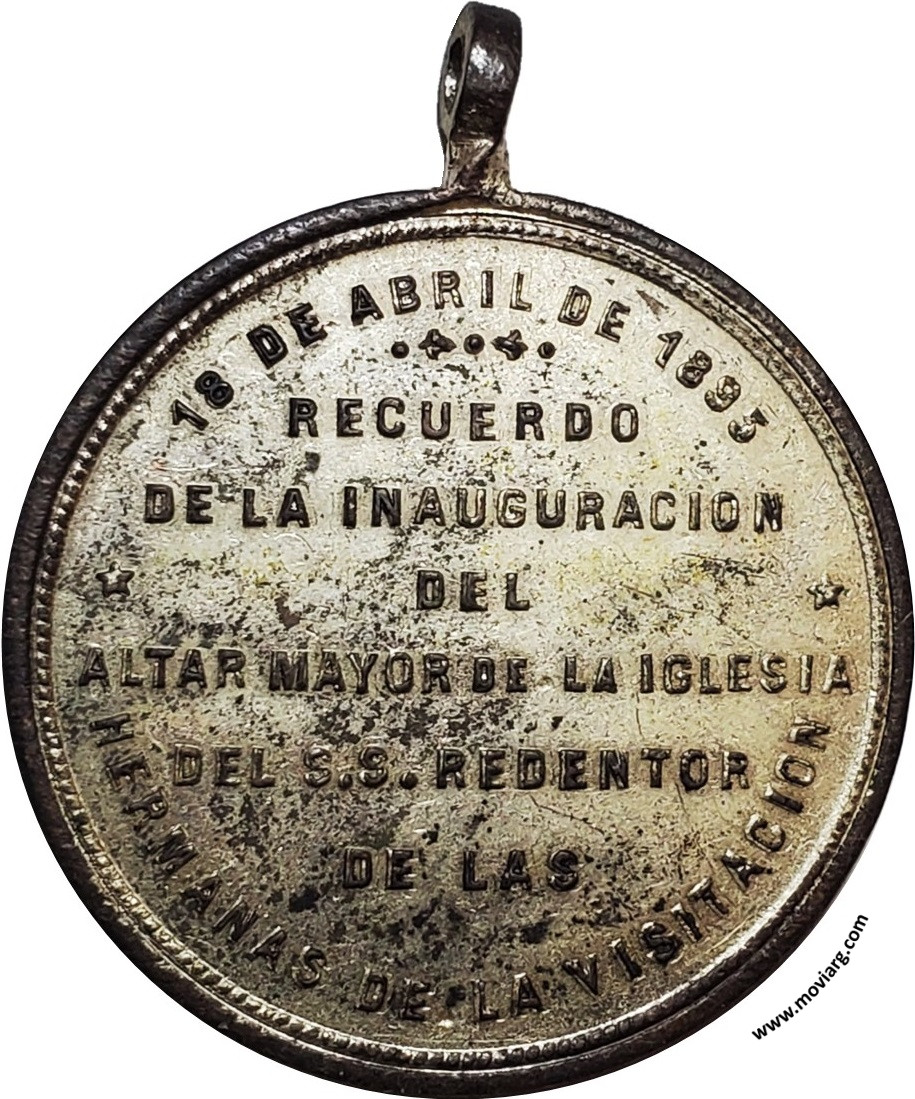 18 DE ABRIL DE 1895
RECUERDO
DE LA INAUGURACION
DEL
ALTAR MAYOR DE LA IGLESIA
DEL S.S. REDENTOR
DE LAS
HERMANAS DE LA VISITACION
www.moviarg.com